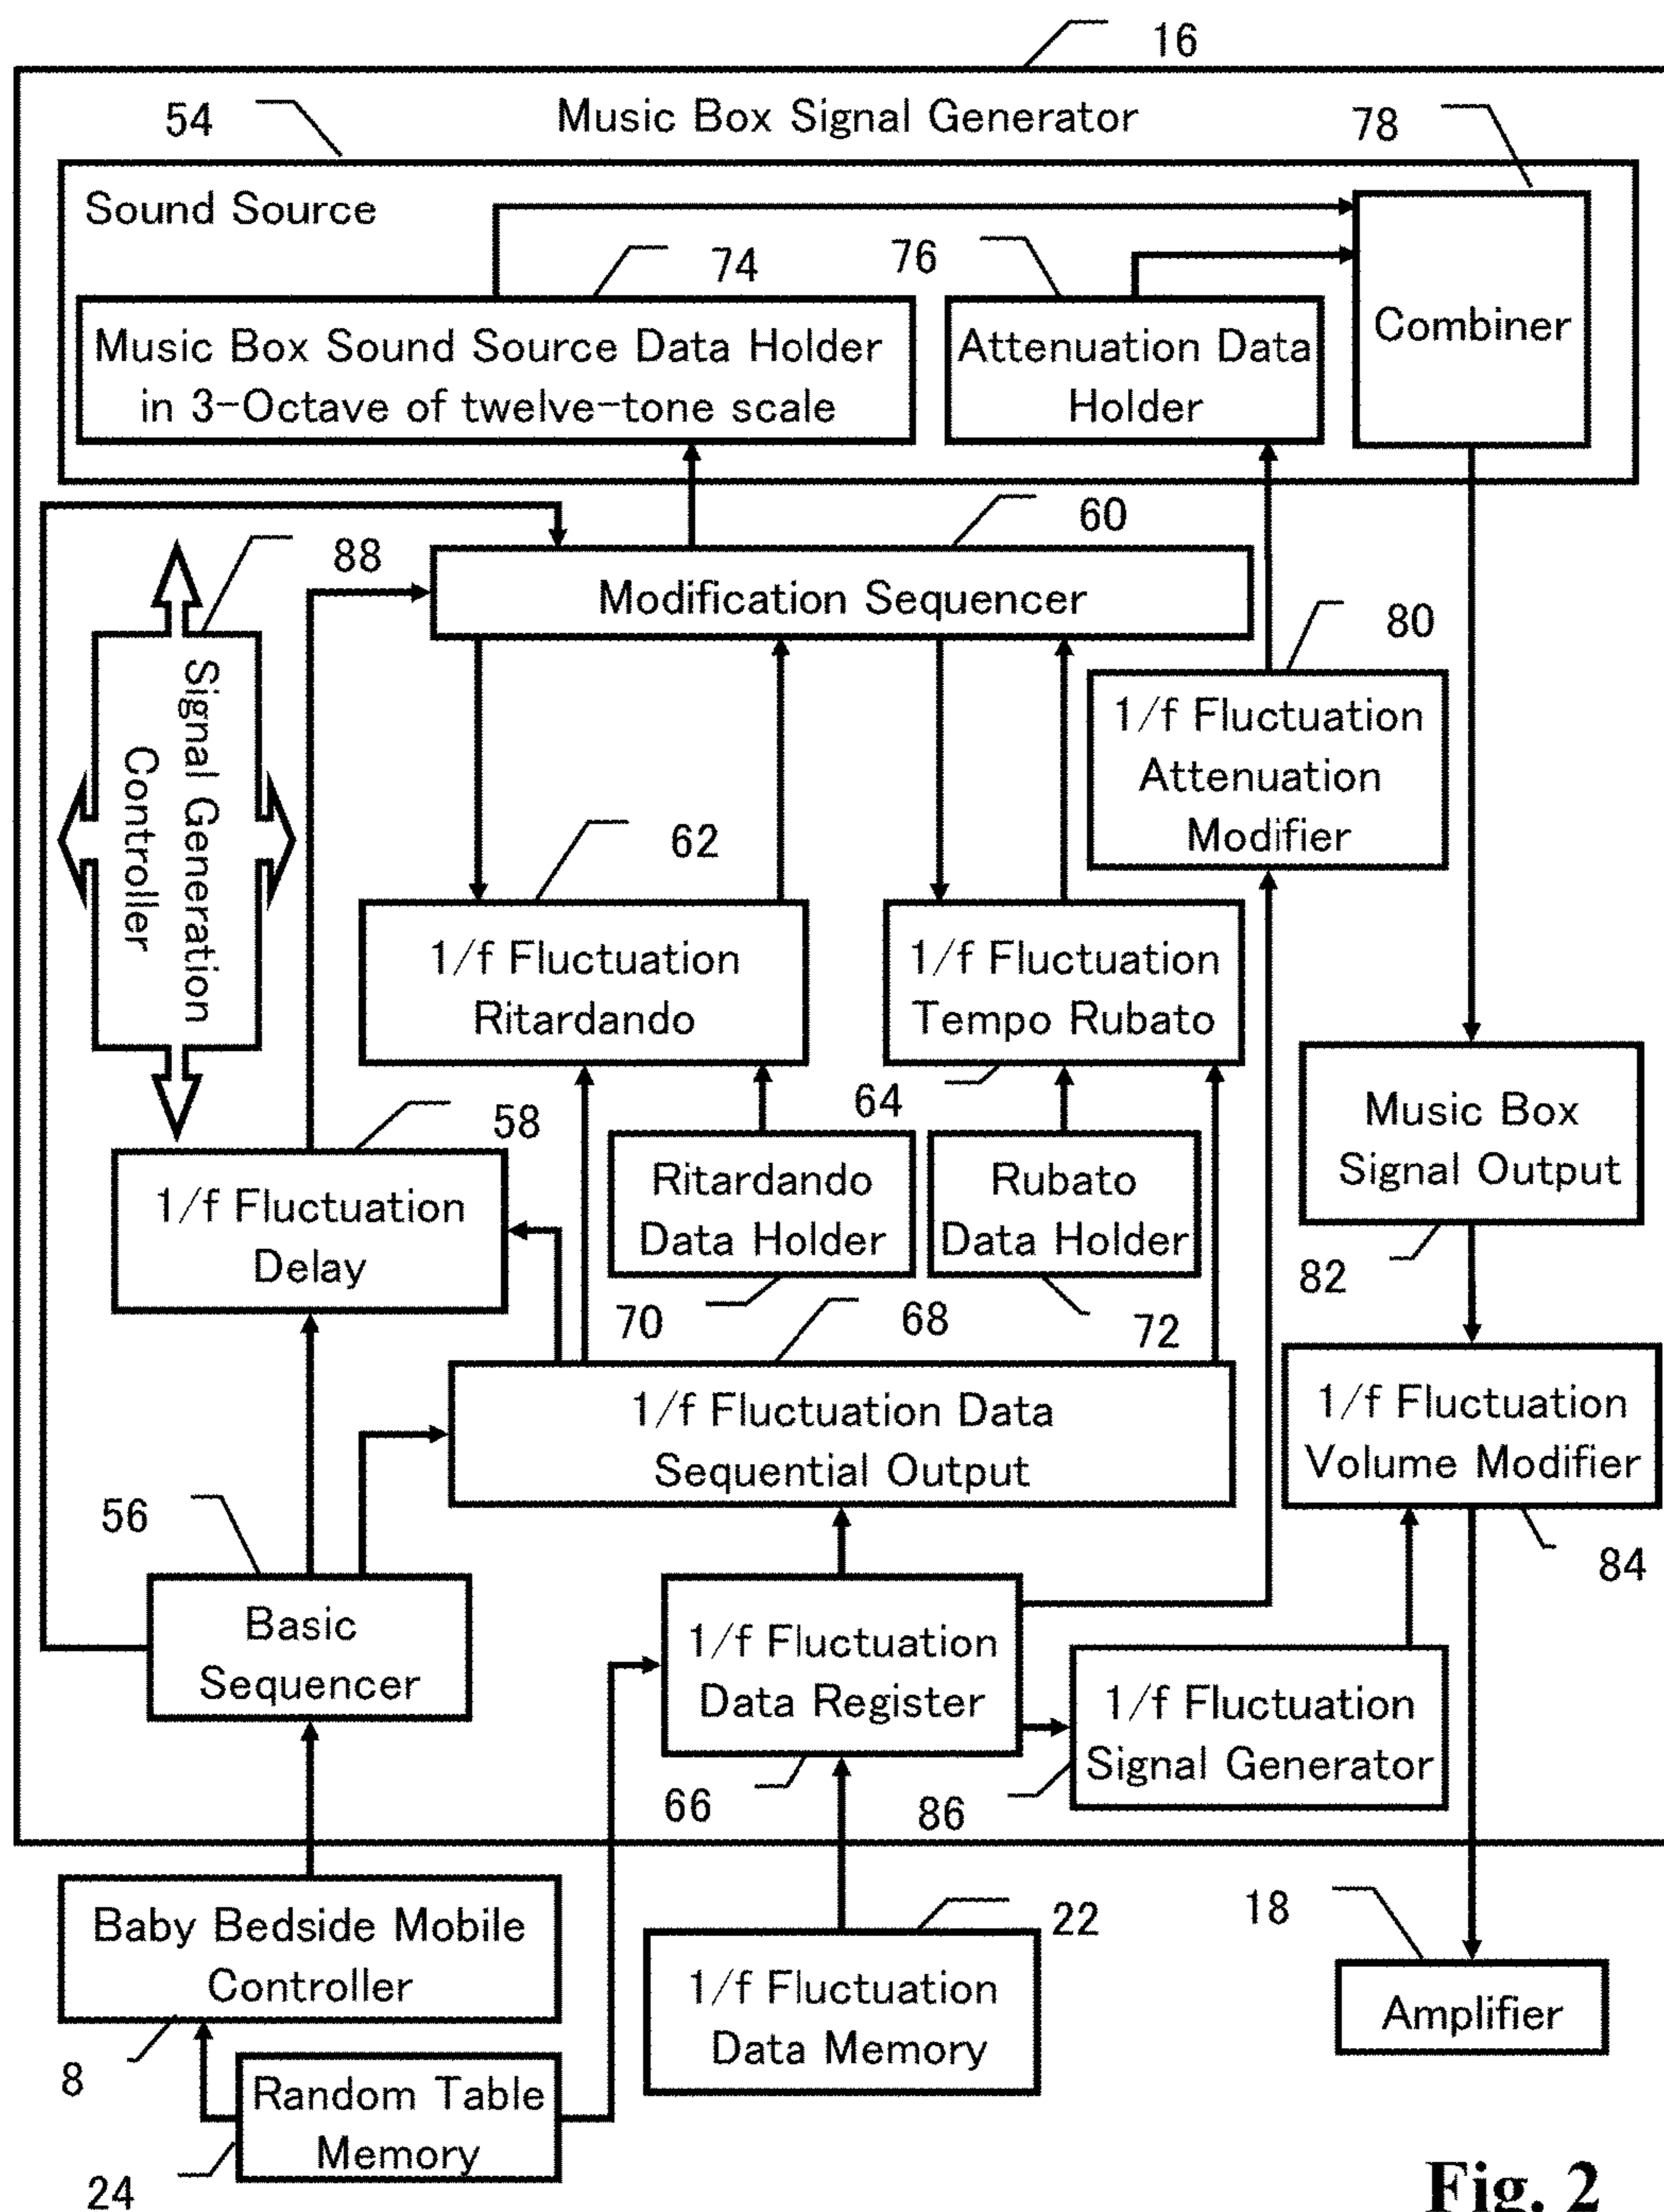 16
Music Box Signal Generator
54
78
Sound Source
74
76
Combiner
Music Box Sound Source Data Holder
in 3-Octave of twelve-tone scale
Attenuation Data
Holder
60
88
Modification Sequencer
80
Signal Generation
Controller
1/f Fluctuation
Attenuation
Modifier
62
1/f Fluctuation
Ritardando
1/f Fluctuation
Tempo Rubato
64
58
Music Box
Signal Output
82
1/f Fluctuation
Delay
Ritardando
Data Holder
70
Rubato
Data Holder
72
68
1/f Fluctuation Data
Sequential Output
1/f Fluctuation
Volume Modifier
84
56
Basic
Sequencer
1/f Fluctuation
Data Register
66
1/f Fluctuation
Signal Generator
86
Baby Bedside Mobile
Controller
8
22
1/f Fluctuation
Data Memory
18
Amplifier
Random Table
Memory
24
Fig. 2